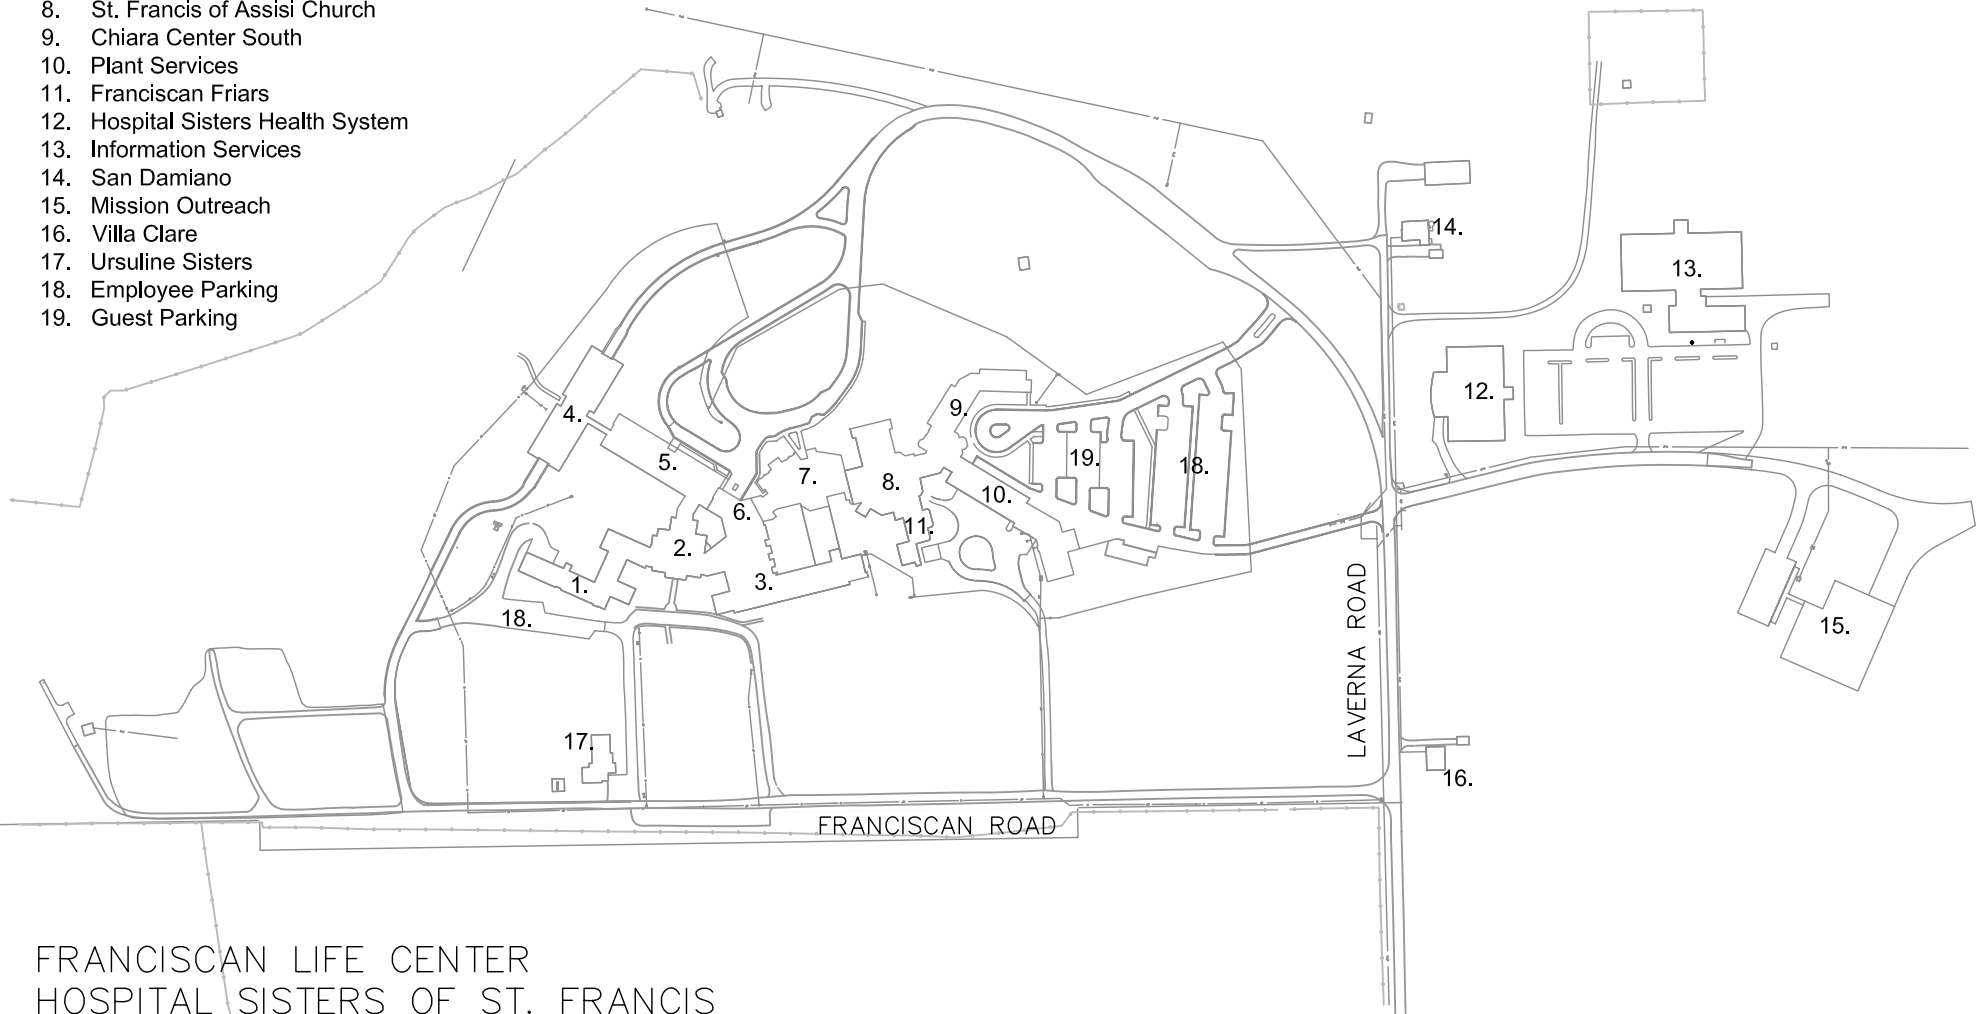 8. St. Francis of Assisi Church
9. Chiara Center South
10. Plant Services
11. Franciscan Friars
12. Hospital Sisters Health System
13. Information Services
14. San Damiano
15. Mission Outreach
16. Villa Clare
17. Ursuline Sisters
18. Employee Parking
19. Guest Parking
14.
13.
12.
4.
9.
5.
7.
8.
19.
18.
10.
6.
11.
2.
1.
3.
18.
15.
LAVERNA ROAD
17.
16.
FRANCISCAN ROAD
FRANCISCAN LIFE CENTER
HOSPITAL SISTERS OF ST. FRANCIS